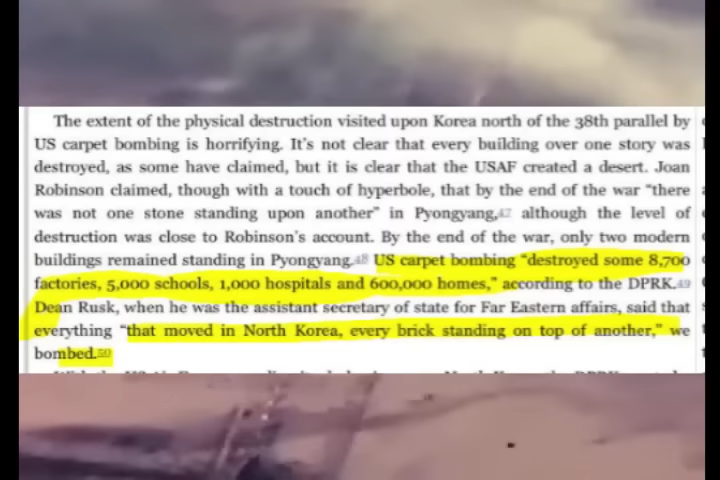 The extent of the physical destruction visited upon Korea north of the 38th parallel by
US carpet bombing is horrifying. It's not clear that every building over one story was
destroyed, as some have claimed, but it is clear that the USAF created a desert. Joan
Robinson claimed, though with a touch of hyperbole, that by the end of the war “there
was not one stone standing upon another” in Pyongyang,47 although the level of
destruction was close to Robinson's account. By the end of the war, only two modern
buildings remained standing in Pyongyang.48 US carpet bombing “destroyed some 8,700
factories, 5,000 schools, 1,000 hospitals and 600,000 homes,” according to the DPRK.49
Dean Rusk, when he was the assistant secretary of state for Far Eastern affairs, said that
everything “that moved in North Korea, every brick standing on top of another,” we
bombed.50